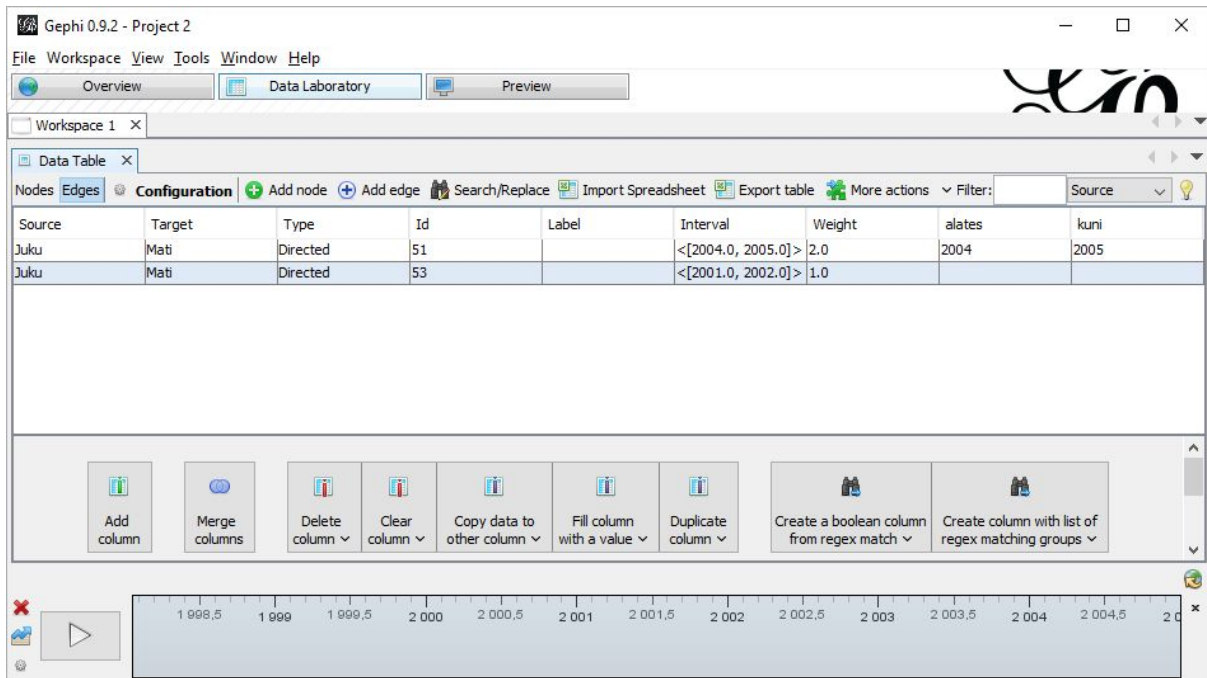 Gephi 0.9.2 - Project 2
File Workspace View Tools Window Help
Overview Data Laboratory Preview
Workspace 1
Data Table
Nodes Edges Configuration Add node Add edge Search/Replace Import Spreadsheet Export table More actions Filter: Source
Source Target Type Id Label Interval Weight alates kuni
Juku Mati Directed 51 <[2004.0, 2005.0]> 2.0 2004 2005
Juku Mati Directed 53 <[2001.0, 2002.0]> 1.0
Add column
Merge columns
Delete column
Clear column
Copy data to other column
Fill column with a value
Duplicate column
Create a boolean column from regex match
Create column with list of regex matching groups
1 998,5 1 999 1 999,5 2 000 2 000,5 2 001 2 001,5 2 002 2 002,5 2 003 2 003,5 2 004 2 004,5